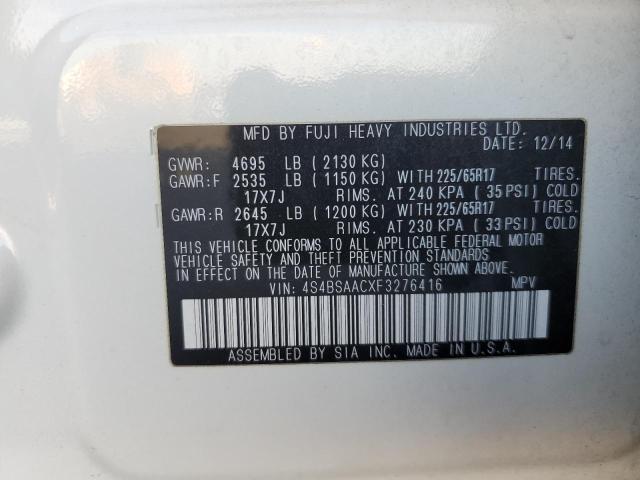 MFD BY FUJI HEAVY INDUSTRIES LTD.
DATE: 12/14
GVWR: 4695 LB (2130 KG)
GAWR:F 2535 LB (1150 KG) WITH 225/65R17 TIRES.
17X7J RIMS. AT 240 KPA (35 PSI) COLD
GAWR:R 2645 LB (1200 KG) WITH 225/65R17 TIRES.
17X7J RIMS. AT 230 KPA (33 PSI) COLD
THIS VEHICLE CONFORMS TO ALL APPLICABLE FEDERAL MOTOR
VEHICLE SAFETY AND THEFT PREVENTION STANDARDS
IN EFFECT ON THE DATE OF MANUFACTURE SHOWN ABOVE.
VIN: 4S4BSAACXF3276416 MPV
ASSEMBLED BY SIA INC. MADE IN U.S.A.